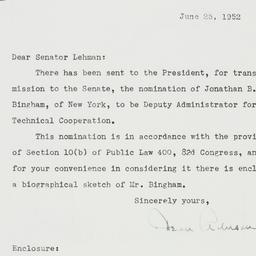 June 25, 1952
Dear Senator Lehman:
There has been sent to the President, for trans
mission to the Senate, the nomination of Jonathan B.
Bingham, of New York, to be Deputy Administrator for
Technical Cooperation.
This nomination is in accordance with the provi
of Section 10(b) of Public Law 400, 82d Congress, an
for your convenience in considering it there is encl
a biographical sketch of Mr. Bingham.
Sincerely yours,
Enclosure: